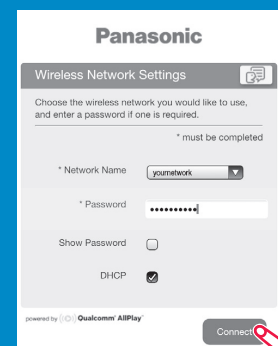 Panasonic
Wireless Network Settings
Choose the wireless network you would like to use,
and enter a password if one is required.
* must be completed
* Network Name
yournetwork
* Password
••••••••••
Show Password
DHCP
powered by Qualcomm® AllPlay™
Connect